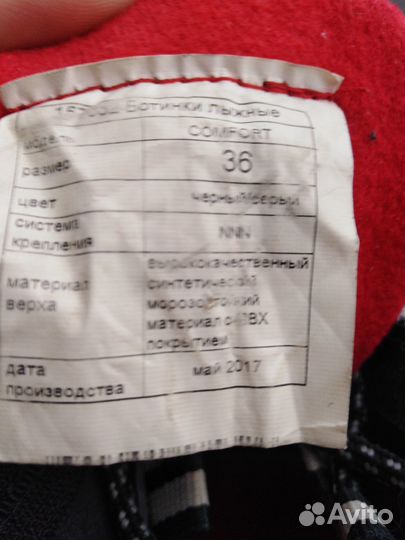 Ботинки лыжные
модель COMFORT
размер 36
цвет черный/серый
система
крепления NNN
материал
верха
высококачественный
синтетический
морозостойкий
материал с ПВХ
покрытием
дата
производства
май 2017
Avito